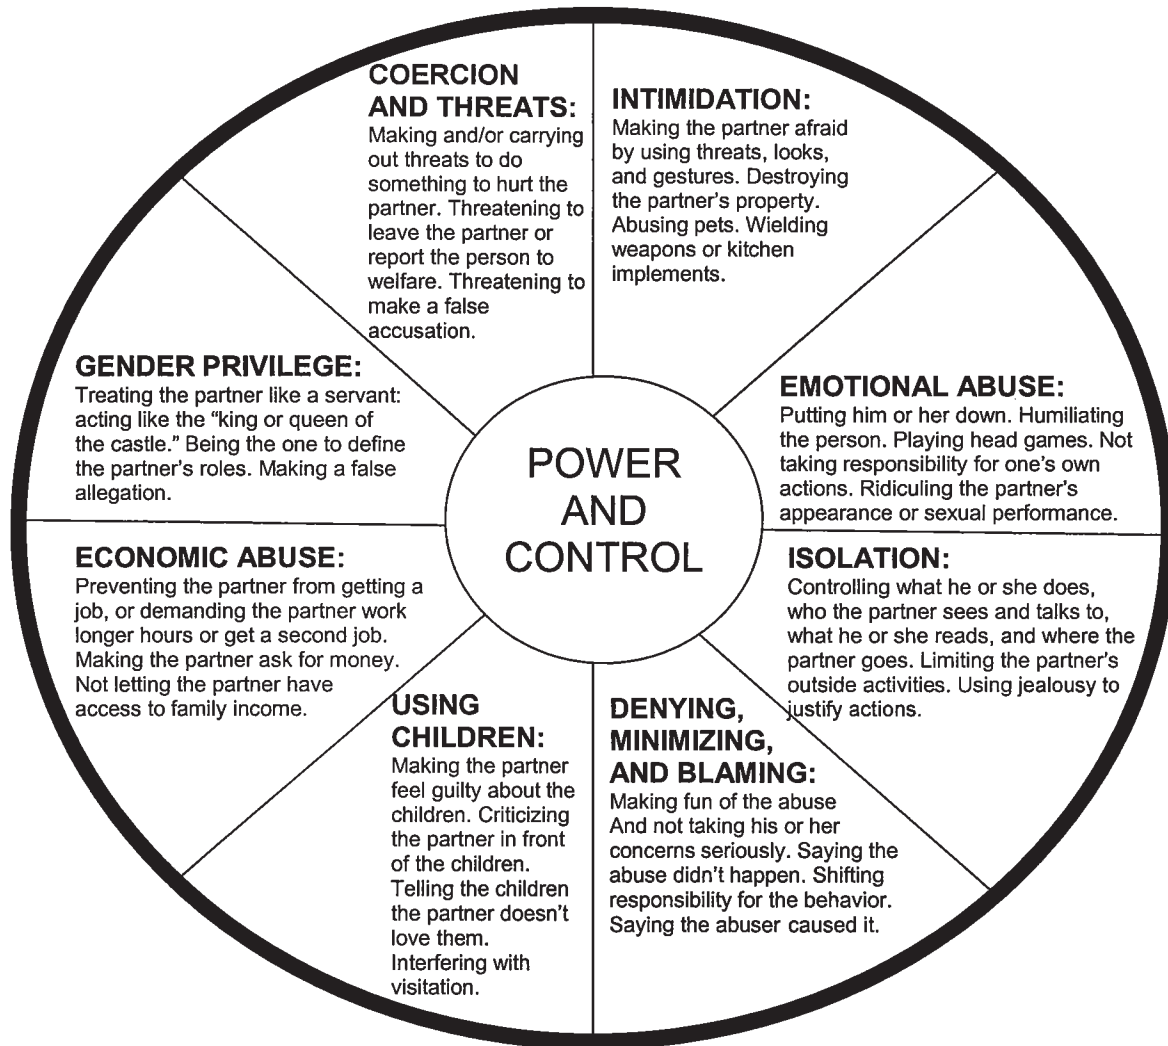 COERCION
AND THREATS:
Making and/or carrying
out threats to do
something to hurt the
partner. Threatening to
leave the partner or
report the person to
welfare. Threatening to
make a false
accusation.
INTIMIDATION:
Making the partner afraid
by using threats, looks,
and gestures. Destroying
the partner's property.
Abusing pets. Wielding
weapons or kitchen
implements.
GENDER PRIVILEGE:
Treating the partner like a servant:
acting like the “king or queen of
the castle.” Being the one to define
the partner's roles. Making a false
allegation.
POWER
AND
CONTROL
EMOTIONAL ABUSE:
Putting him or her down. Humiliating
the person. Playing head games. Not
taking responsibility for one's own
actions. Ridiculing the partner's
appearance or sexual performance.
ECONOMIC ABUSE:
Preventing the partner from getting a
job, or demanding the partner work
longer hours or get a second job.
Making the partner ask for money.
Not letting the partner have
access to family income.
ISOLATION:
Controlling what he or she does,
who the partner sees and talks to,
what he or she reads, and where the
partner goes. Limiting the partner's
outside activities. Using jealousy to
justify actions.
USING
CHILDREN:
Making the partner
feel guilty about the
children. Criticizing
the partner in front
of the children.
Telling the children
the partner doesn't
love them.
Interfering with
visitation.
DENYING,
MINIMIZING,
AND BLAMING:
Making fun of the abuse
And not taking his or her
concerns seriously. Saying the
abuse didn't happen. Shifting
responsibility for the behavior.
Saying the abuser caused it.